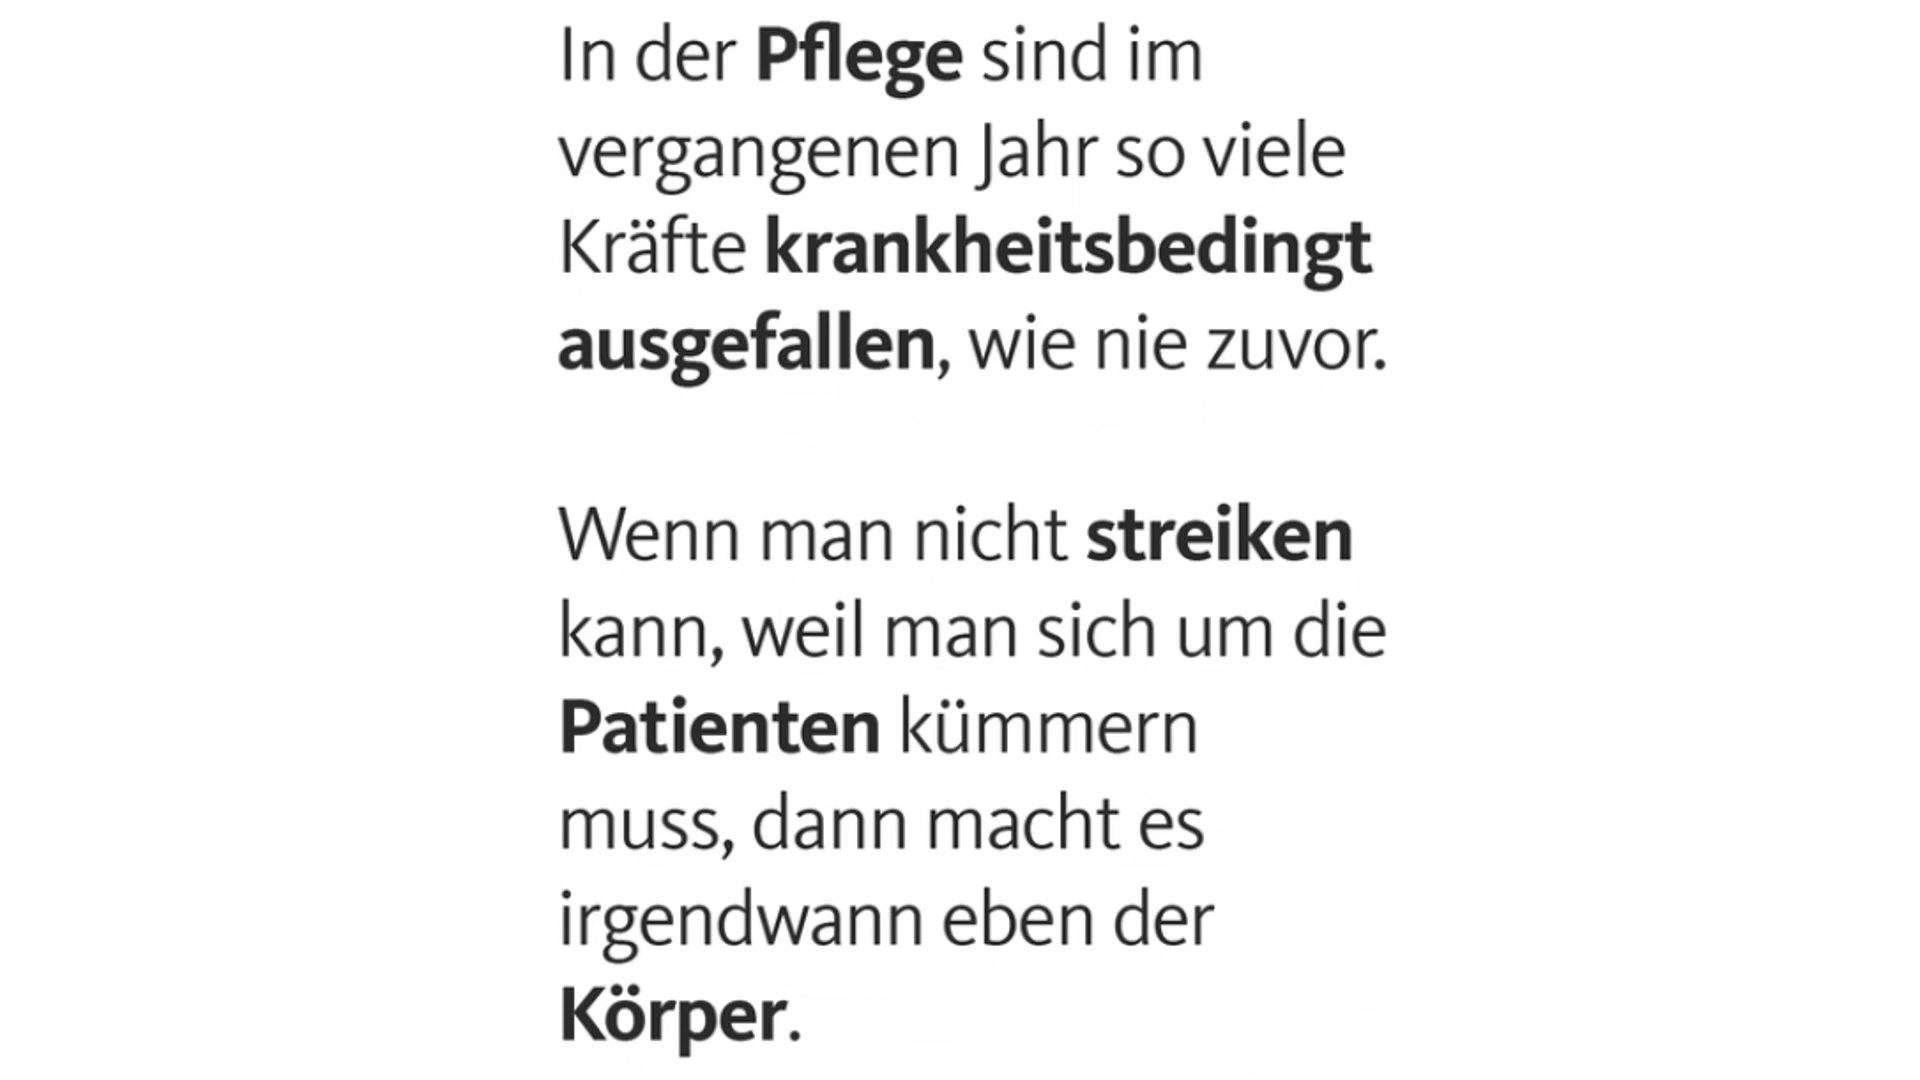 In der Pflege sind im
vergangenen Jahr so viele
Kräfte krankheitsbedingt
ausgefallen, wie nie zuvor.
Wenn man nicht streiken
kann, weil man sich um die
Patienten kümmern
muss, dann macht es
irgendwann eben der
Körper.